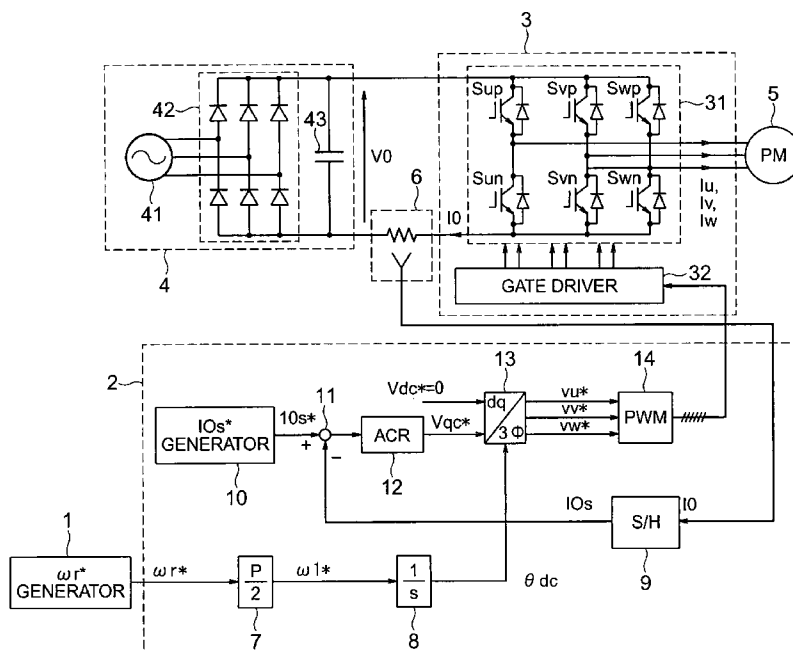 3
Sup
Svp
Swp
31
5
42
43
V0
PM
41
6
Sun
Svn
Swn
Iu,
Iv,
Iw
I0
4
32
GATE DRIVER
2
13
14
Vdc*=0
dq
3Φ
vu*
vv*
vw*
PWM
IOs*
GENERATOR
10s*
11
+
−
ACR
Vqc*
10
12
IOs
S/H
I0
9
1
ωr*
GENERATOR
ωr*
P
2
ω1*
1
s
θdc
7
8